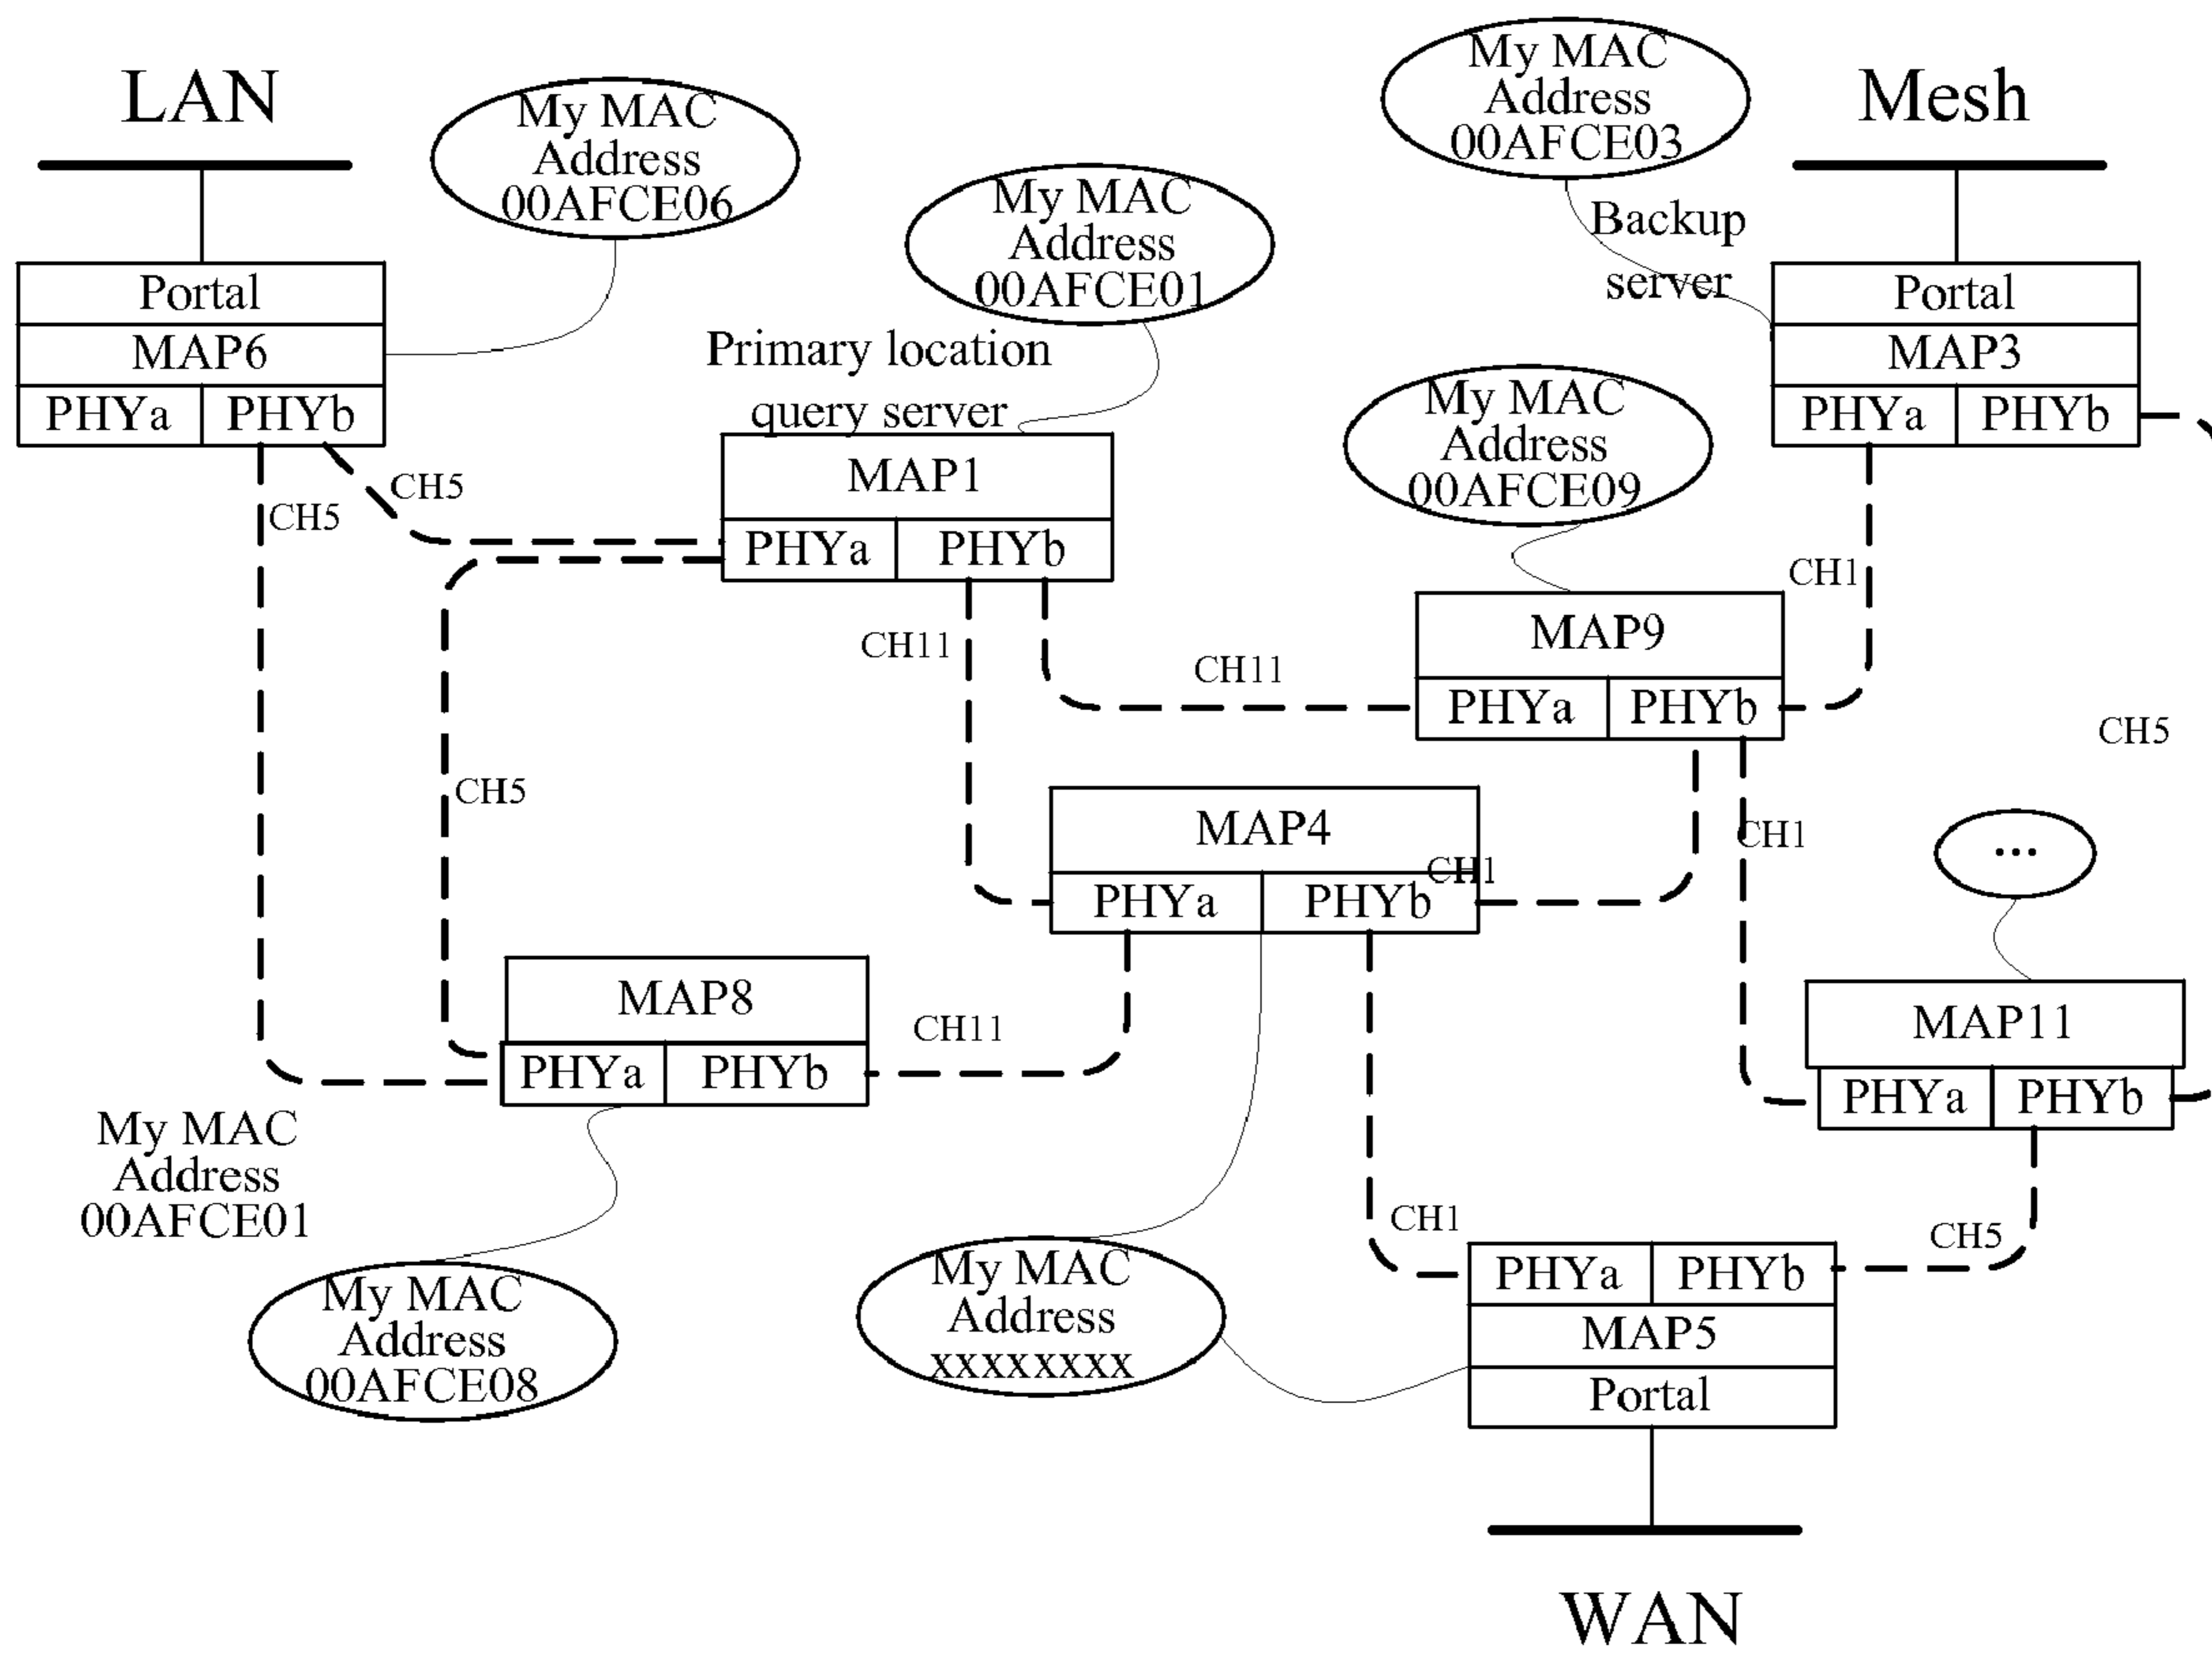 LAN
My MAC
Address
00AFCE06
My MAC
Address
00AFCE01
My MAC
Address
00AFCE03
Mesh
Backup
server
Portal
MAP6
PHYa
PHYb
Primary location
query server
Portal
MAP3
PHYa
PHYb
My MAC
Address
00AFCE09
CH5
CH5
MAP1
PHYa
PHYb
CH1
CH11
CH11
MAP9
PHYa
PHYb
CH5
CH5
MAP4
PHYa
PHYb
CH1
CH1
...
MAP8
PHYa
PHYb
CH11
MAP11
PHYa
PHYb
My MAC
Address
00AFCE01
My MAC
Address
00AFCE08
My MAC
Address
xxxxxxxx
CH1
CH5
PHYa
PHYb
MAP5
Portal
WAN